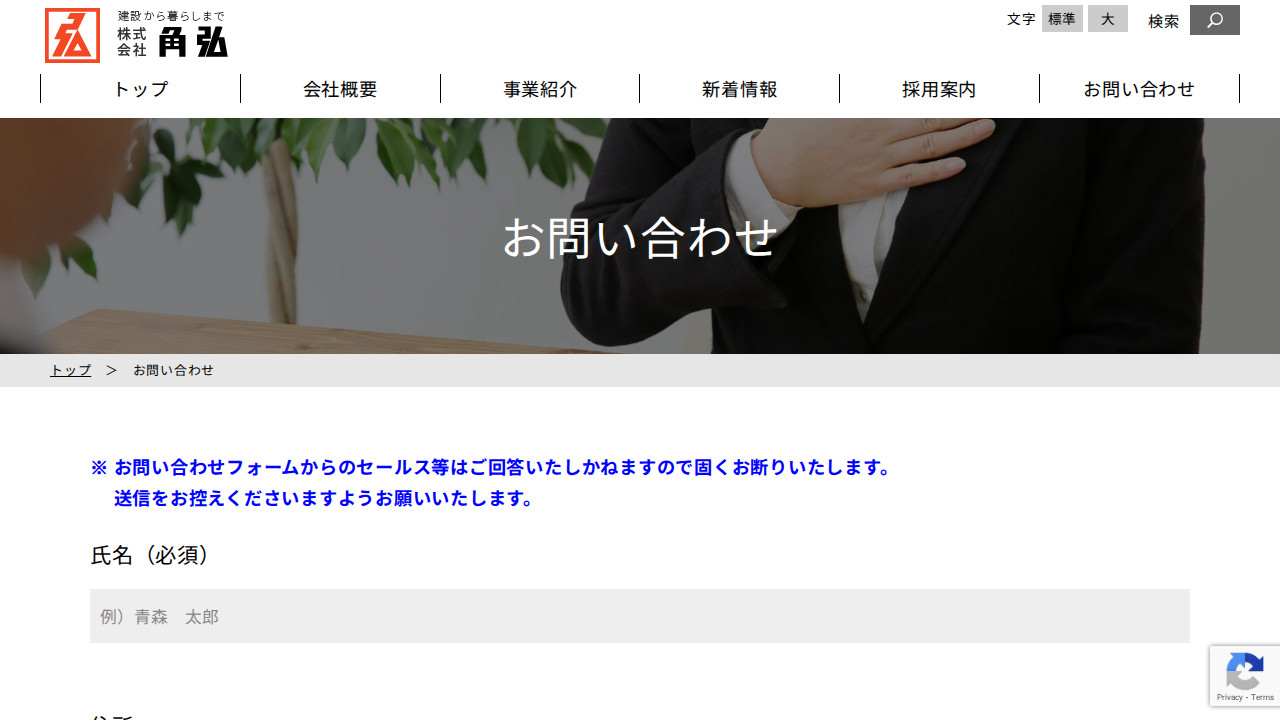 建設から暮らしまで
株式会社 角弘
文字 標準 大 検索
トップ 会社概要 事業紹介 新着情報 採用案内 お問い合わせ
お問い合わせ
トップ ＞ お問い合わせ
※ お問い合わせフォームからのセールス等はご回答いたしかねますので固くお断りいたします。
送信をお控えくださいますようお願いいたします。
氏名（必須）
例）青森　太郎
Privacy - Terms